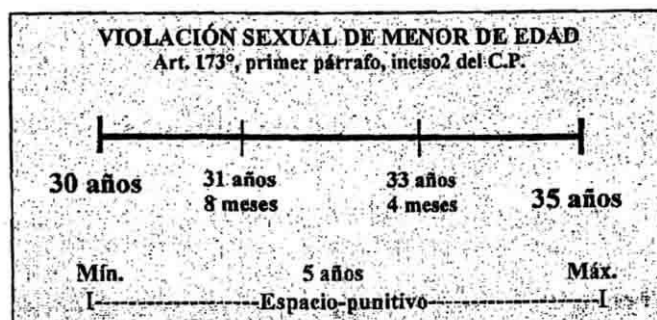 VIOLACIÓN SEXUAL DE MENOR DE EDAD
Art. 173°, primer párrafo, inciso2 del C.P.
30 años 31 años 33 años 35 años
8 meses 4 meses
Mín. 5 años Máx.
I-------------------Espacio-punitivo--------------------I